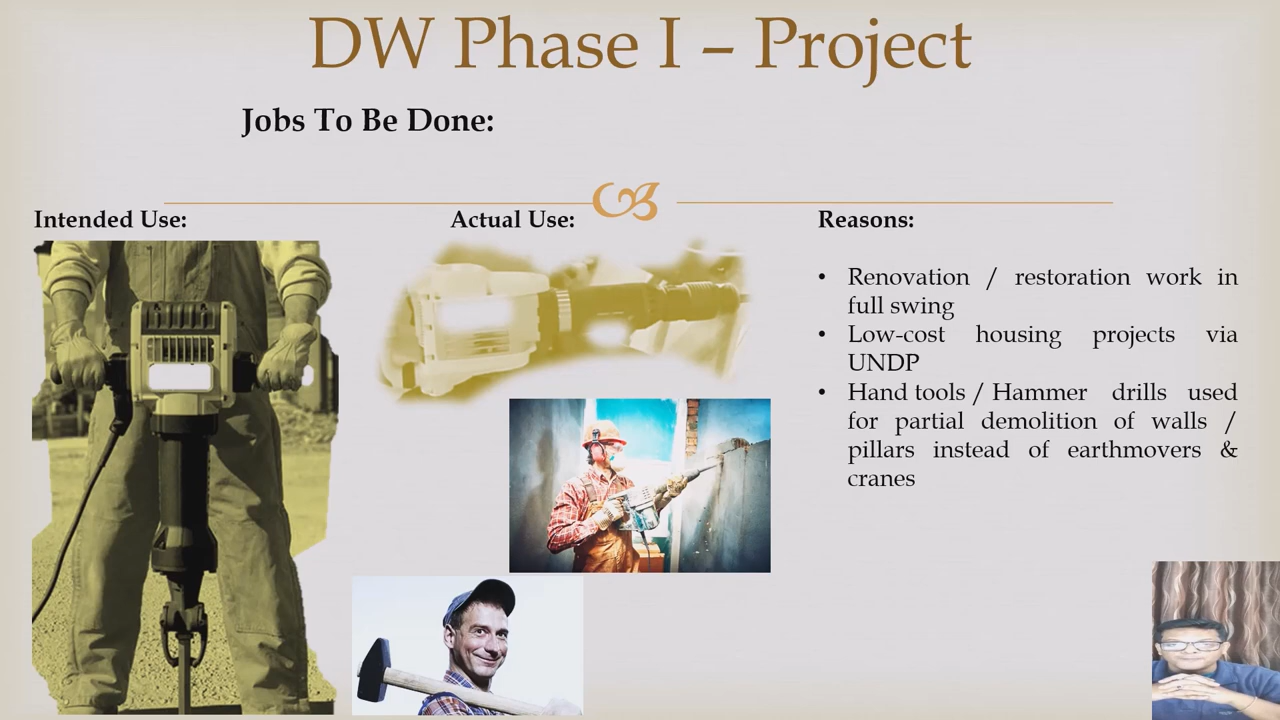 DW Phase I – Project
Jobs To Be Done:
Intended Use:
Actual Use:
Reasons:
• Renovation / restoration work in
full swing
• Low-cost housing projects via
UNDP
• Hand tools / Hammer drills used
for partial demolition of walls /
pillars instead of earthmovers &
cranes